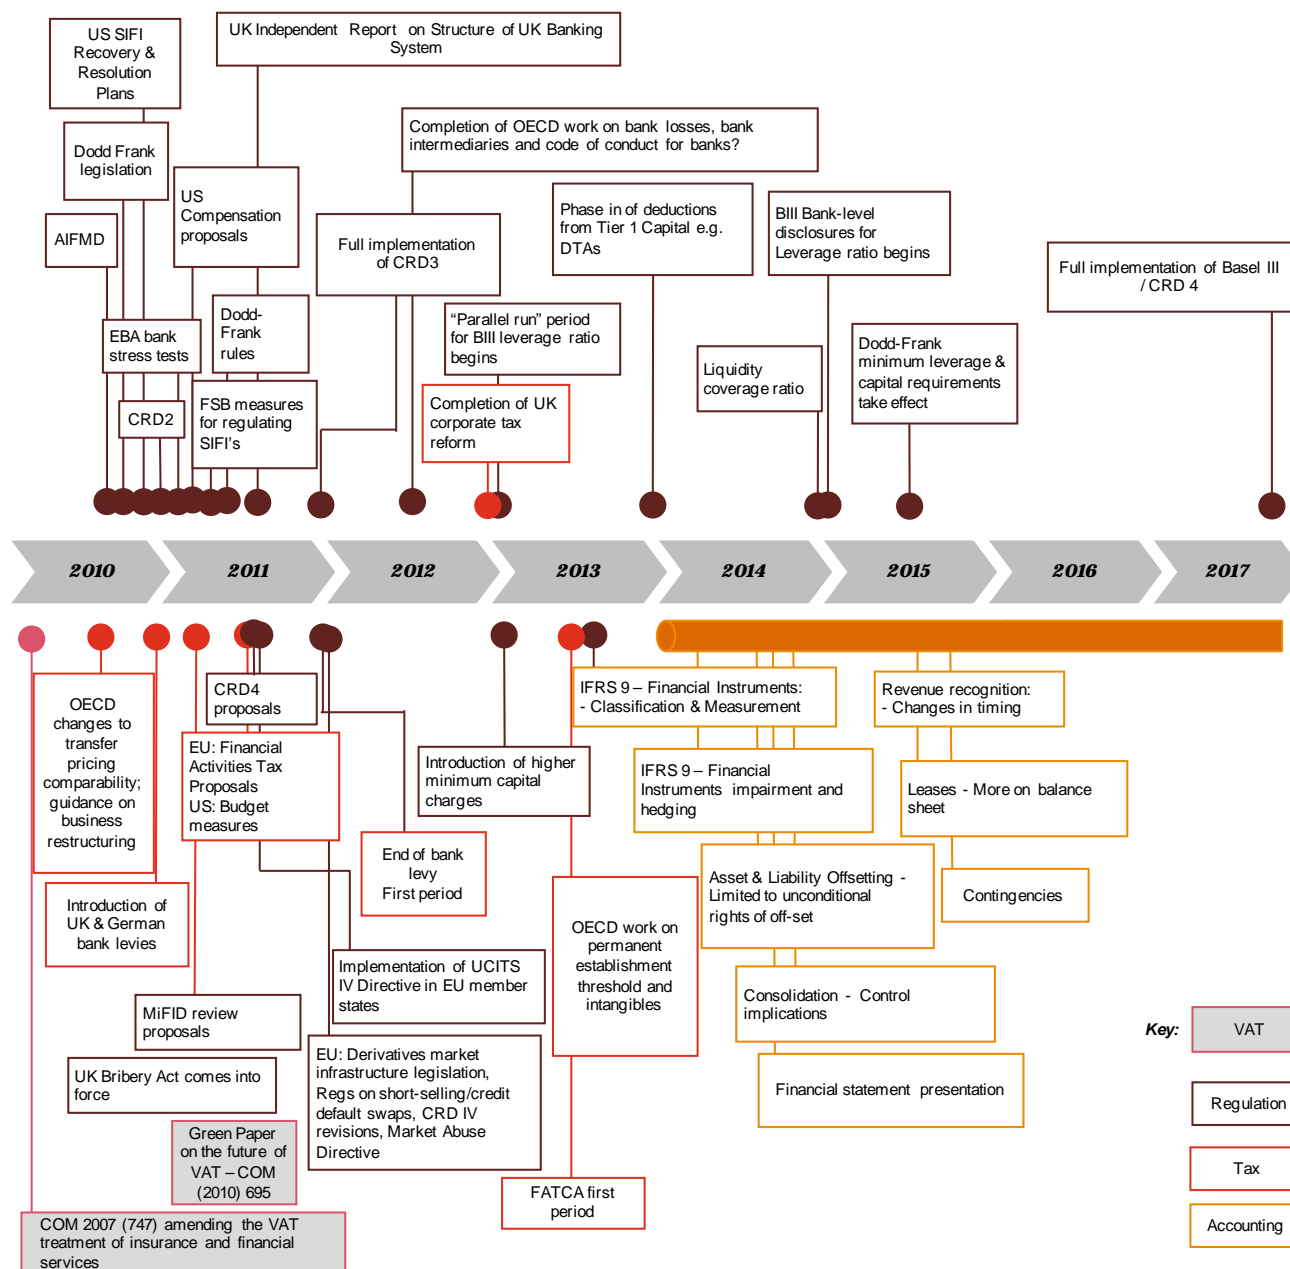 US SIFI
Recovery &
Resolution
Plans
UK Independent Report on Structure of UK Banking
System
Dodd Frank
legislation
Completion of OECD work on bank losses, bank
intermediaries and code of conduct for banks?
US
Compensation
proposals
AIFMD
Full implementation
of CRD3
Phase in of deductions
from Tier 1 Capital e.g.
DTAs
BIII Bank-level
disclosures for
Leverage ratio begins
Full implementation of Basel III
/ CRD 4
EBA bank
stress tests
Dodd-
Frank
rules
“Parallel run” period
for BIII leverage ratio
begins
Liquidity
coverage ratio
Dodd-Frank
minimum leverage &
capital requirements
take effect
CRD2
FSB measures
for regulating
SIFI's
Completion of UK
corporate tax
reform
2010
2011
2012
2013
2014
2015
2016
2017
OECD
changes to
transfer
pricing
comparability;
guidance on
business
restructuring
CRD4
proposals
EU: Financial
Activities Tax
Proposals
US: Budget
measures
Introduction of higher
minimum capital
charges
IFRS 9 – Financial Instruments:
- Classification & Measurement
Revenue recognition:
- Changes in timing
IFRS 9 – Financial
Instruments impairment and
hedging
Leases - More on balance
sheet
End of bank
levy
First period
Asset & Liability Offsetting -
Limited to unconditional
rights of off-set
Contingencies
Introduction of
UK & German
bank levies
OECD work on
permanent
establishment
threshold and
intangibles
Implementation of UCITS
IV Directive in EU member
states
Consolidation - Control
implications
MiFID review
proposals
EU: Derivatives market
infrastructure legislation,
Regs on short-selling/credit
default swaps, CRD IV
revisions, Market Abuse
Directive
Financial statement presentation
UK Bribery Act comes into
force
Green Paper
on the future of
VAT – COM
(2010) 695
FATCA first
period
COM 2007 (747) amending the VAT
treatment of insurance and financial
services
Key:
VAT
Regulation
Tax
Accounting